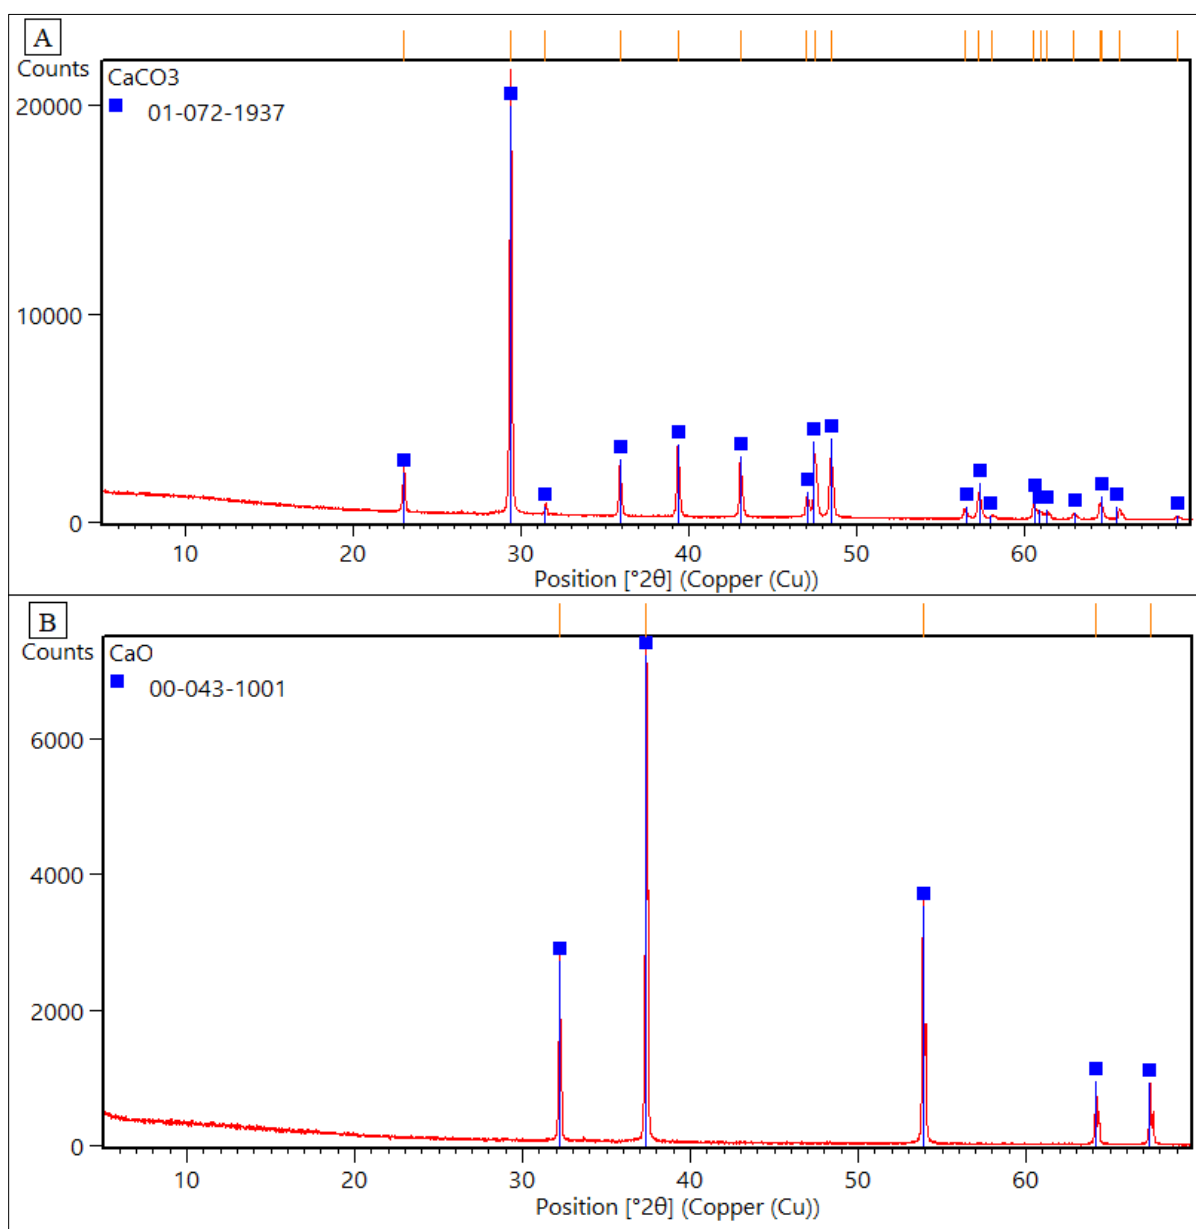 A
Counts
CaCO3
01-072-1937
20000
10000
0
10 20 30 40 50 60
Position [°2θ] (Copper (Cu))
B
Counts
CaO
00-043-1001
6000
4000
2000
0
10 20 30 40 50 60
Position [°2θ] (Copper (Cu))